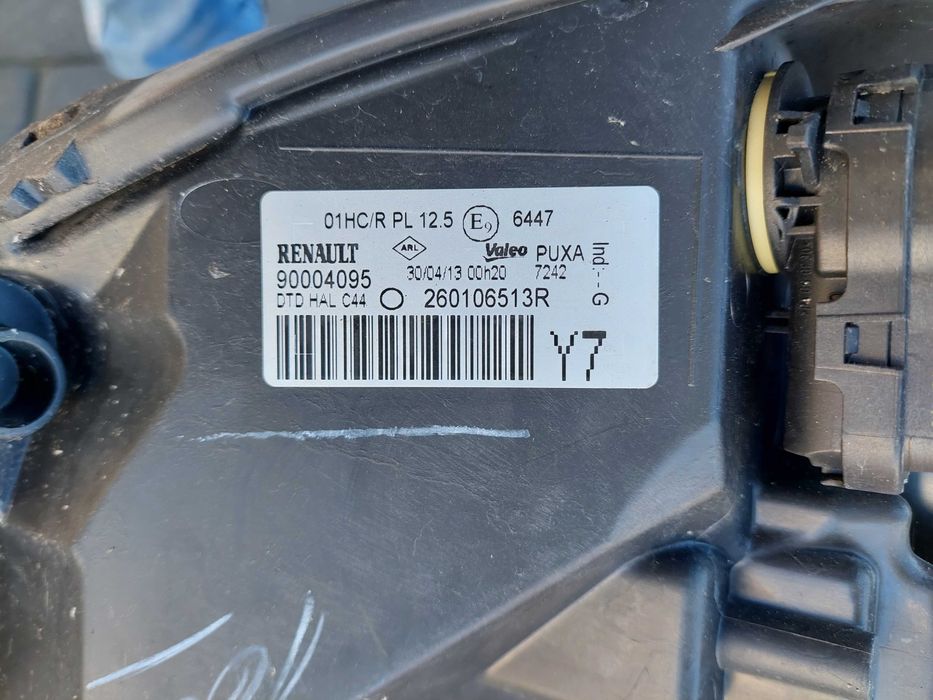 01HC/R PL 12.5 E9 6447
RENAULT ARL Valeo PUXA
90004095 30/04/13 00h20 7242
DTD HAL C44 260106513R
Y7
Ind.:- G